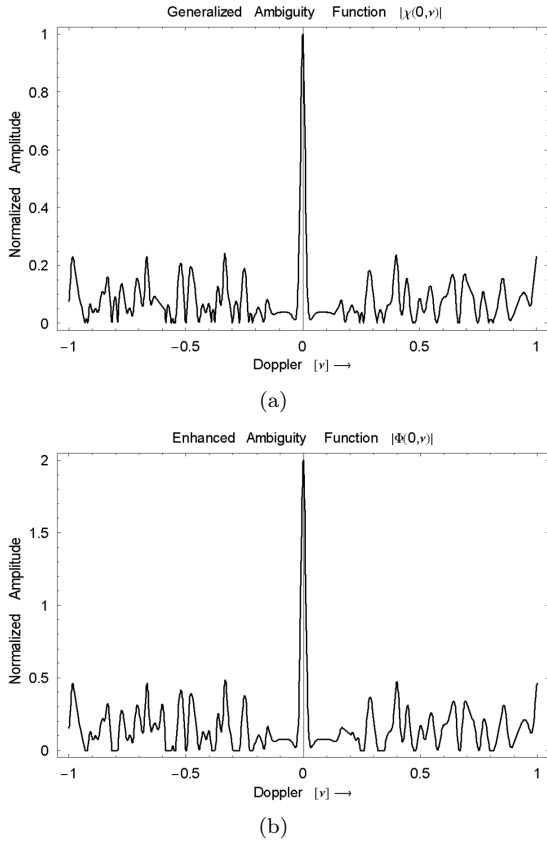 Generalized Ambiguity Function |χ(0,ν)|
Normalized Amplitude
1
0.8
0.6
0.4
0.2
0
−1
−0.5
0
0.5
1
Doppler [ν] →
(a)
Enhanced Ambiguity Function |Φ(0,ν)|
Normalized Amplitude
2
1.5
1
0.5
0
−1
−0.5
0
0.5
1
Doppler [ν] →
(b)